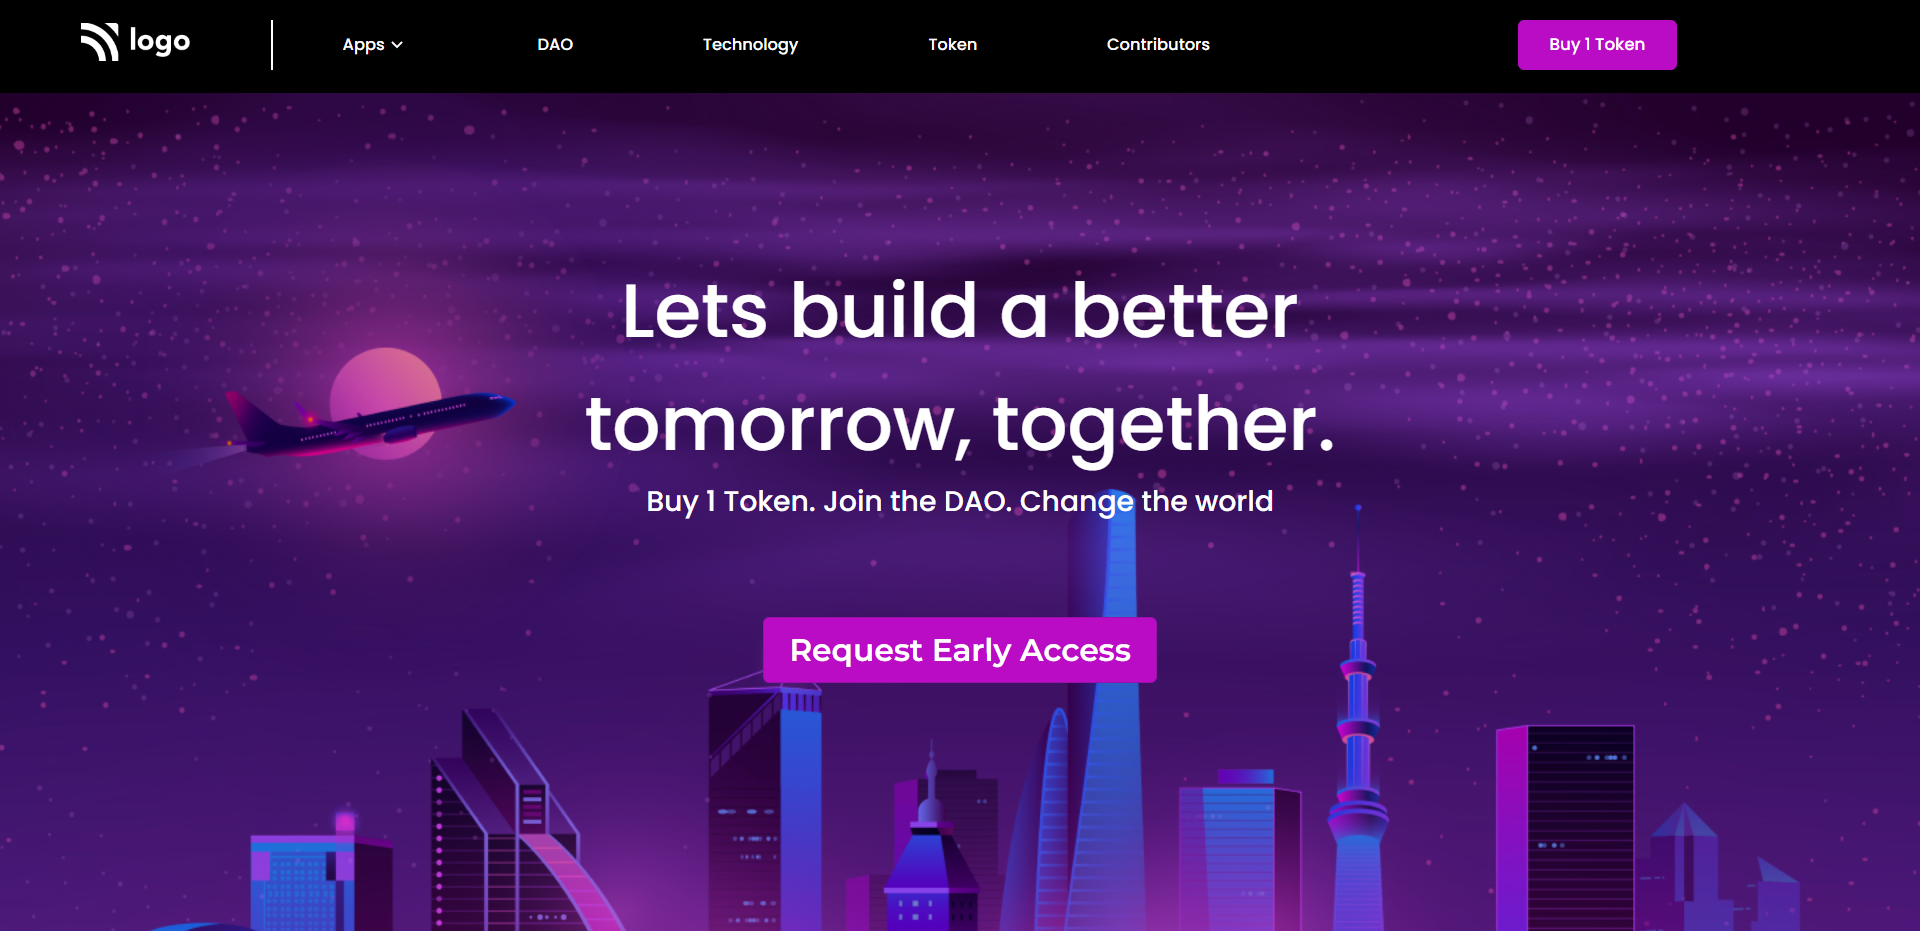 logo
Apps
DAO
Technology
Token
Contributors
Buy 1 Token
Lets build a better
tomorrow, together.
Buy 1 Token. Join the DAO. Change the world
Request Early Access